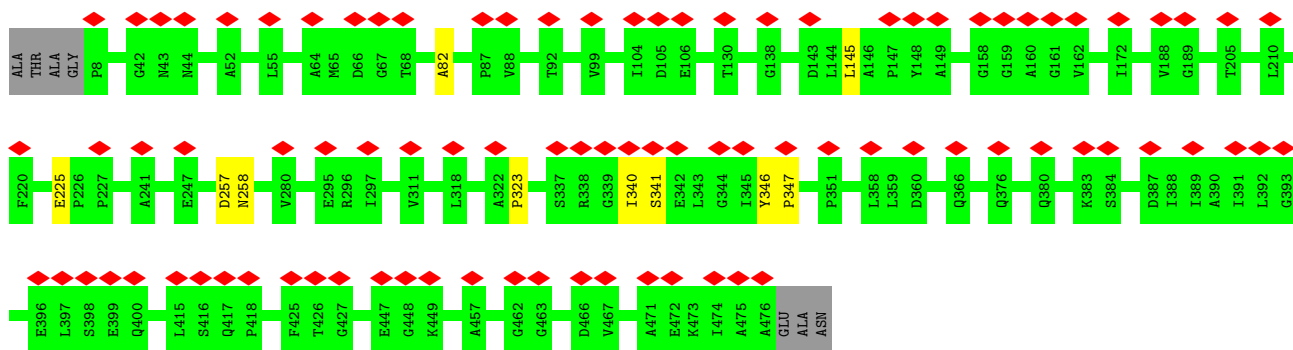 ALA THR ALA GLY P8 G42 N43 N44 A52 L55 A64 M65 D66 G67 T68 A82 P87 V88 T92 V99 I104 D105 E106 T130 G138 D143 L144 L145 A146 P147 Y148 A149 G158 G159 A160 G161 V162 I172 V188 G189 T205 L210
F220 E225 P226 P227 A241 E247 D257 N258 V280 E295 R296 I297 V311 L318 A322 P323 S337 R338 G339 I340 S341 E342 L343 G344 I345 Y346 P347 P351 L358 L359 D360 Q366 Q376 Q380 K383 S384 D387 I388 I389 A390 I391 L392 G393
E396 L397 S398 E399 Q400 L415 S416 Q417 P418 F425 T426 G427 E447 G448 K449 A457 G462 G463 D466 V467 A471 E472 K473 I474 A475 A476 GLU ALA ASN